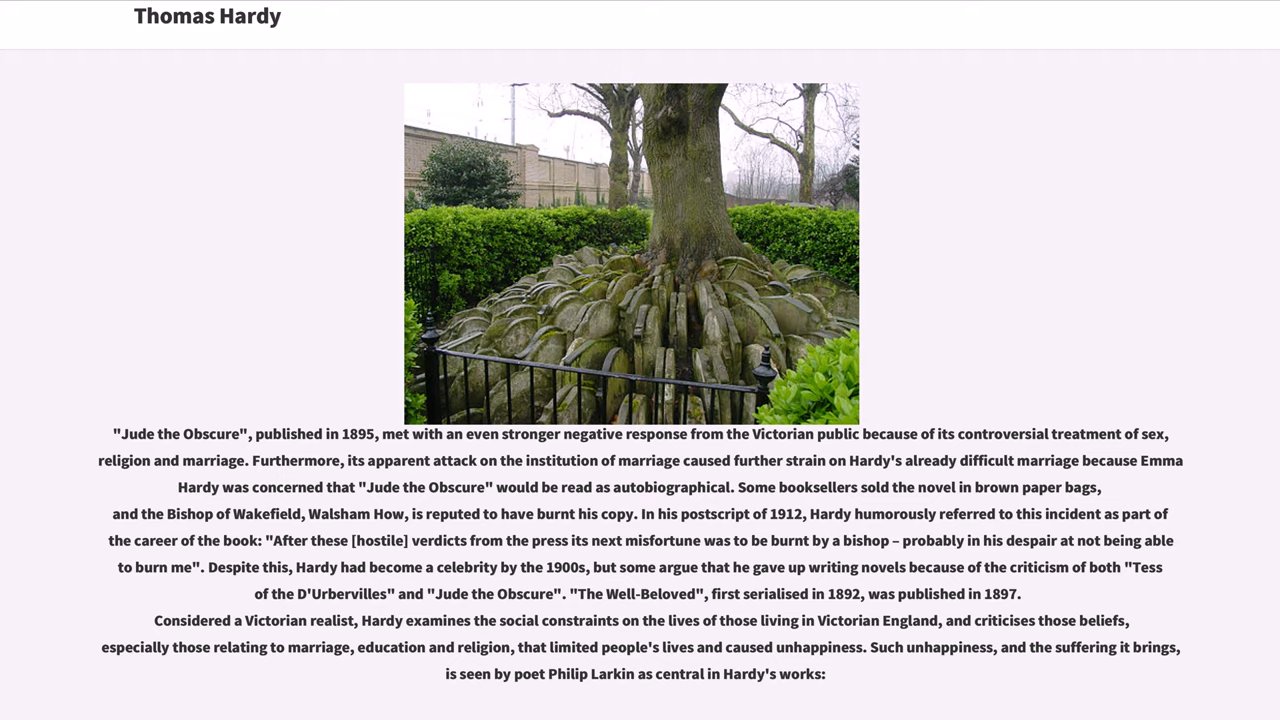 Thomas Hardy
"Jude the Obscure", published in 1895, met with an even stronger negative response from the Victorian public because of its controversial treatment of sex,
religion and marriage. Furthermore, its apparent attack on the institution of marriage caused further strain on Hardy's already difficult marriage because Emma
Hardy was concerned that "Jude the Obscure" would be read as autobiographical. Some booksellers sold the novel in brown paper bags,
and the Bishop of Wakefield, Walsham How, is reputed to have burnt his copy. In his postscript of 1912, Hardy humorously referred to this incident as part of
the career of the book: "After these [hostile] verdicts from the press its next misfortune was to be burnt by a bishop – probably in his despair at not being able
to burn me". Despite this, Hardy had become a celebrity by the 1900s, but some argue that he gave up writing novels because of the criticism of both "Tess
of the D'Urbervilles" and "Jude the Obscure". "The Well-Beloved", first serialised in 1892, was published in 1897.
Considered a Victorian realist, Hardy examines the social constraints on the lives of those living in Victorian England, and criticises those beliefs,
especially those relating to marriage, education and religion, that limited people's lives and caused unhappiness. Such unhappiness, and the suffering it brings,
is seen by poet Philip Larkin as central in Hardy's works: